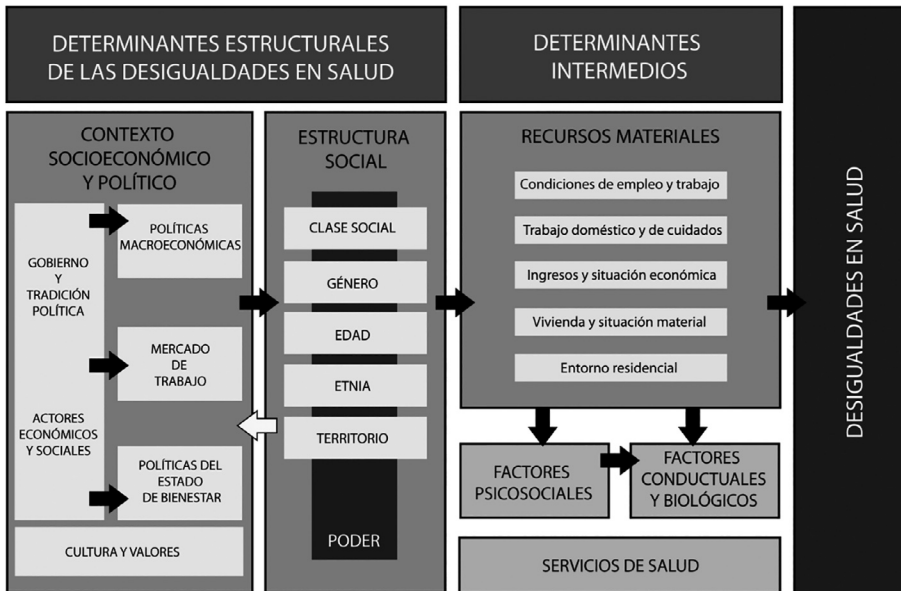 DETERMINANTES ESTRUCTURALES
DE LAS DESIGUALDADES EN SALUD
DETERMINANTES
INTERMEDIOS
CONTEXTO
SOCIOECONÓMICO
Y POLÍTICO
GOBIERNO
Y
TRADICIÓN
POLÍTICA
ACTORES
ECONÓMICOS
Y SOCIALES
POLÍTICAS
MACROECONÓMICAS
MERCADO
DE
TRABAJO
POLÍTICAS DEL
ESTADO
DE BIENESTAR
CULTURA Y VALORES
ESTRUCTURA
SOCIAL
CLASE SOCIAL
GÉNERO
EDAD
ETNIA
TERRITORIO
PODER
RECURSOS MATERIALES
Condiciones de empleo y trabajo
Trabajo doméstico y de cuidados
Ingresos y situación económica
Vivienda y situación material
Entorno residencial
FACTORES
PSICOSOCIALES
FACTORES
CONDUCTUALES
Y BIOLÓGICOS
SERVICIOS DE SALUD
DESIGUALDADES EN SALUD